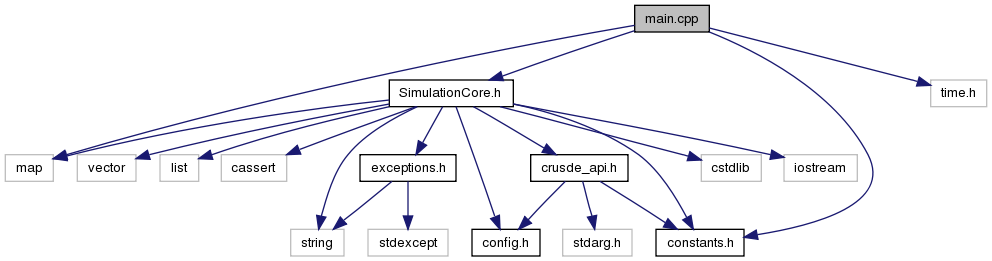 main.cpp
SimulationCore.h
time.h
map
vector
list
cassert
exceptions.h
crusde_api.h
cstdlib
iostream
string
stdexcept
config.h
stdarg.h
constants.h